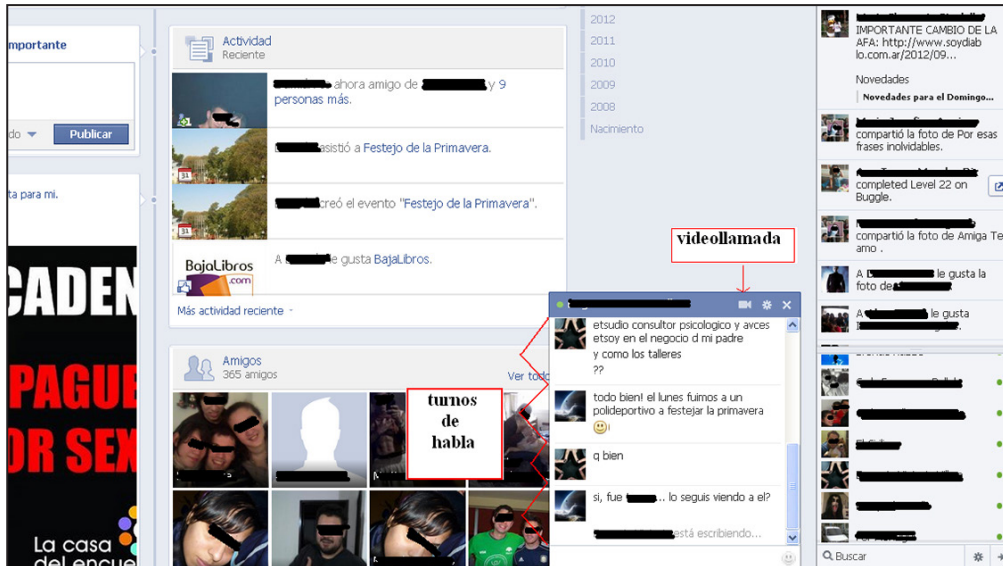 mportante
do
Publicar
ta para mi.
CADEN
PAGUE
OR SEX
La casa
del encue
Actividad
Reciente
ahora amigo de y 9
personas más.
asistió a Festejo de la Primavera.
creó el evento "Festejo de la Primavera".
BajaLibros
.com
A le gusta BajaLibros.
Más actividad reciente
Amigos
365 amigos
Ver todo
turnos
de
habla
2012
2011
2010
2009
2008
Nacimiento
videollamada
etsudio consultor psicologico y avces
etsoy en el negocio d mi padre
y como los talleres
??
todo bien! el lunes fuimos a un
polideportivo a festejar la primavera
q bien
si, fue ... lo seguis viendo a el?
está escribiendo...
IMPORTANTE CAMBIO DE LA
AFA: http://www.soydiab
lo.com.ar/2012/09...
Novedades
Novedades para el Domingo...
compartió la foto de Por esas
frases inolvidables.
completed Level 22 on
Buggle.
compartió la foto de Amiga Te
amo .
A le gusta la
foto de
A le gusta
Buscar